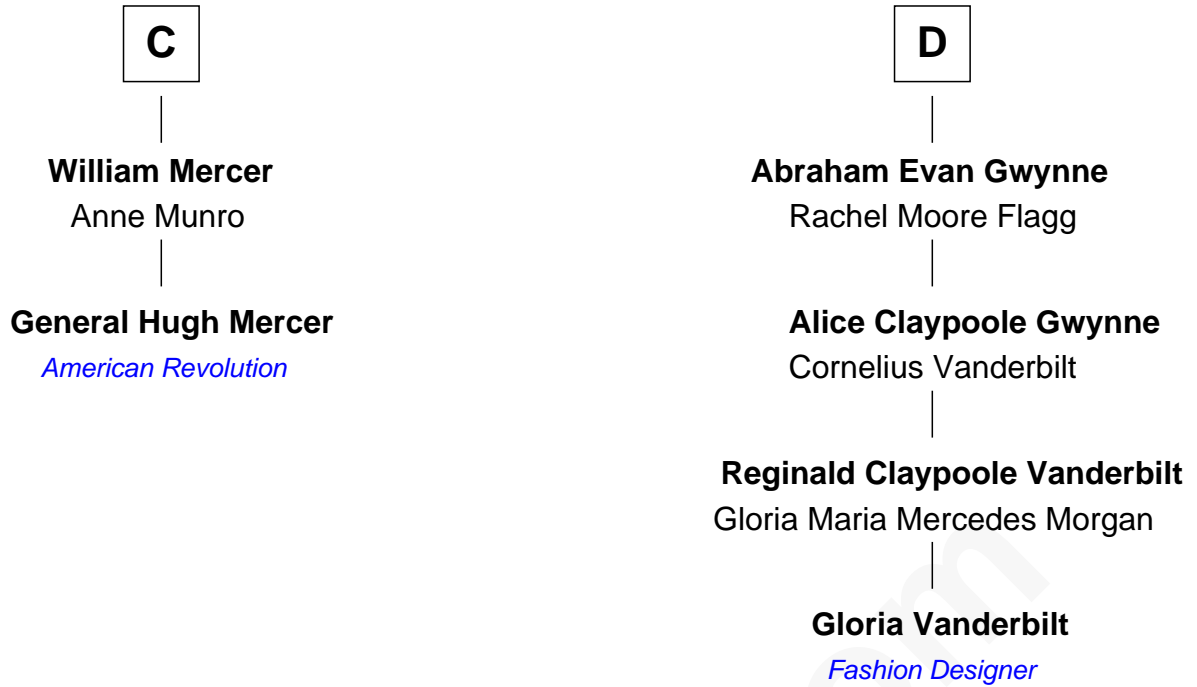 C
William Mercer
Anne Munro
General Hugh Mercer
American Revolution
D
Abraham Evan Gwynne
Rachel Moore Flagg
Alice Claypoole Gwynne
Cornelius Vanderbilt
Reginald Claypoole Vanderbilt
Gloria Maria Mercedes Morgan
Gloria Vanderbilt
Fashion Designer